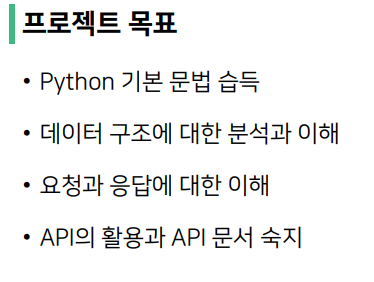 프로젝트 목표
• Python 기본 문법 습득
• 데이터 구조에 대한 분석과 이해
• 요청과 응답에 대한 이해
• API의 활용과 API 문서 숙지